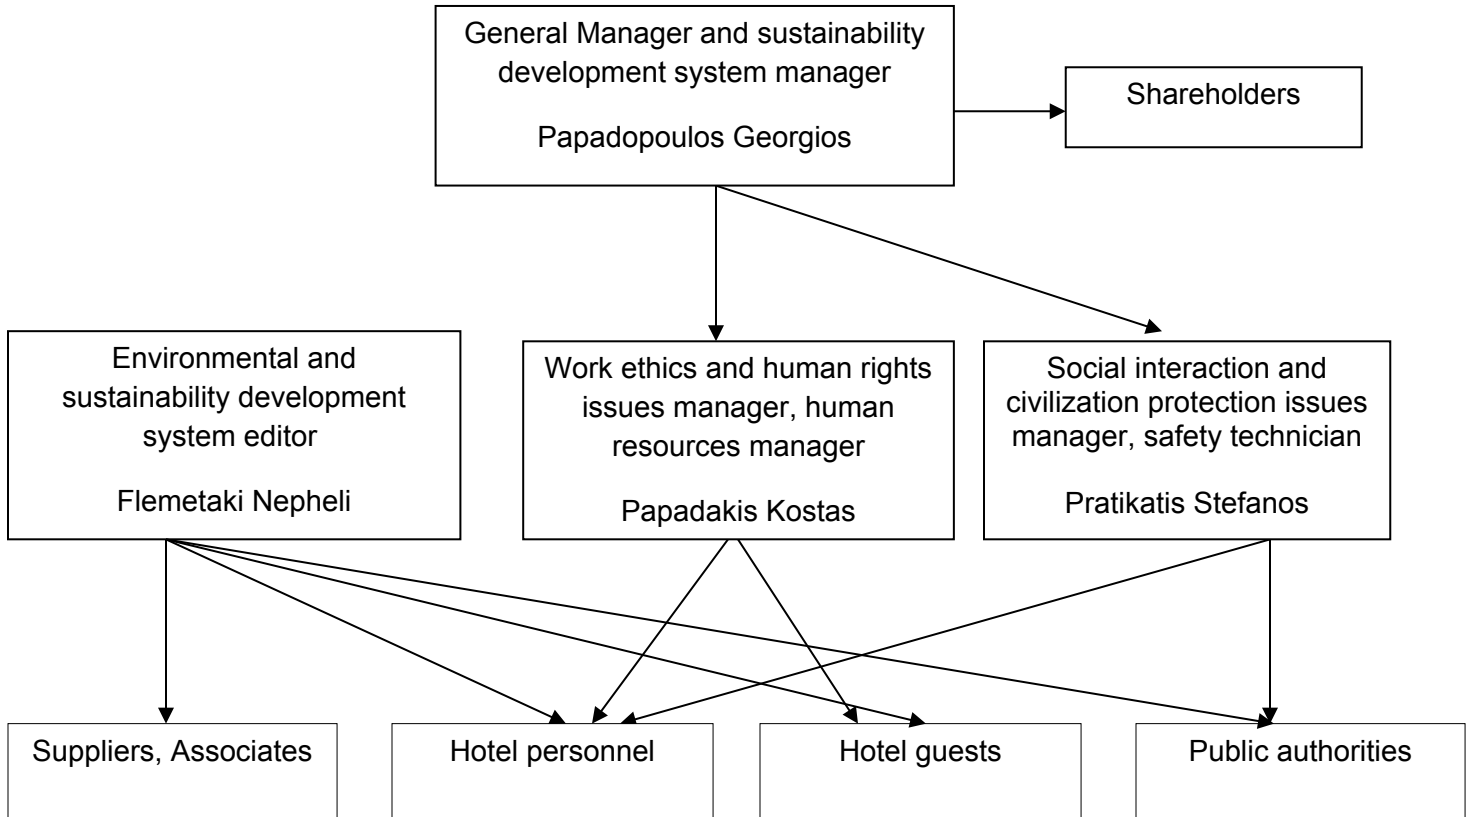 General Manager and sustainability
development system manager
Papadopoulos Georgios
Shareholders
Environmental and
sustainability development
system editor
Flemetaki Nepheli
Work ethics and human rights
issues manager, human
resources manager
Papadakis Kostas
Social interaction and
civilization protection issues
manager, safety technician
Pratikatis Stefanos
Suppliers, Associates
Hotel personnel
Hotel guests
Public authorities